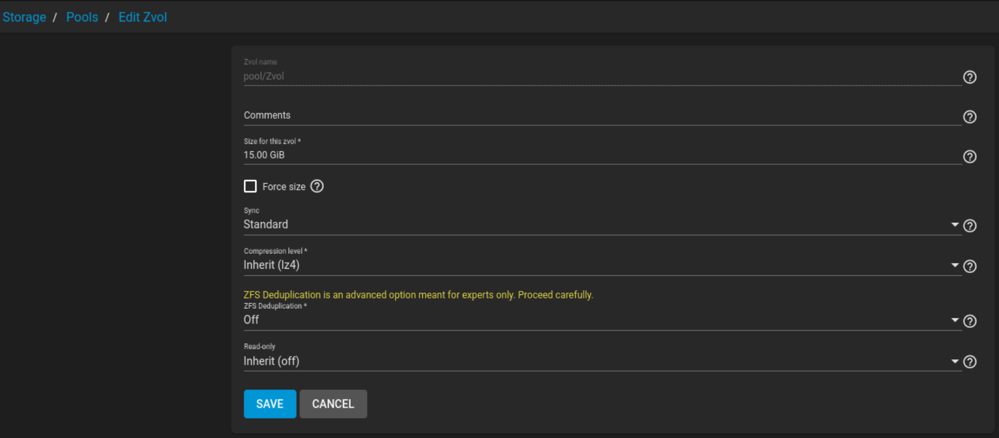 Storage / Pools / Edit Zvol
Zvol name
pool/Zvol
Comments
Size for this zvol *
15.00 GiB
Force size
Sync
Standard
Compression level *
Inherit (lz4)
ZFS Deduplication is an advanced option meant for experts only. Proceed carefully.
ZFS Deduplication *
Off
Read-only
Inherit (off)
SAVE CANCEL